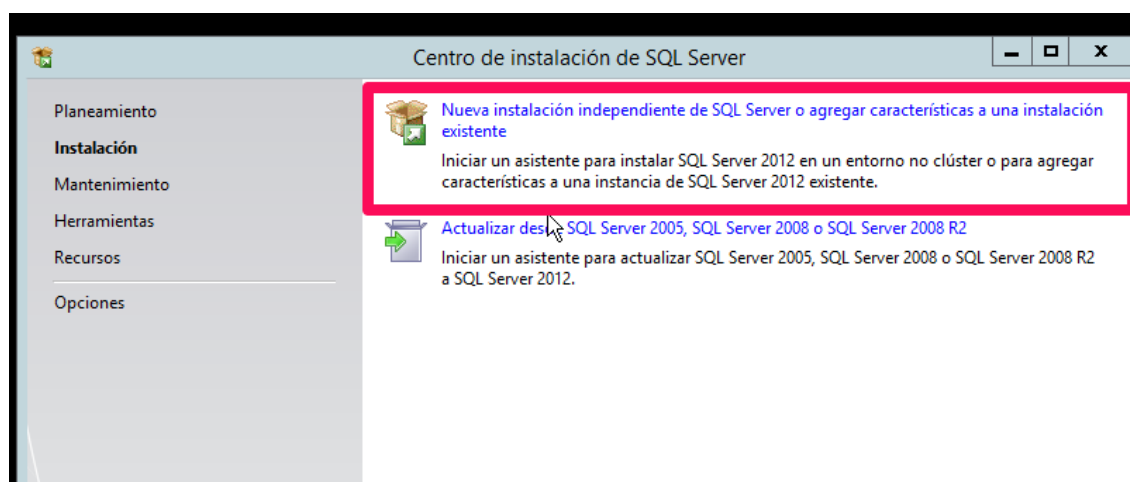 Centro de instalación de SQL Server
Planeamiento
Instalación
Mantenimiento
Herramientas
Recursos
Opciones
Nueva instalación independiente de SQL Server o agregar características a una instalación
existente
Iniciar un asistente para instalar SQL Server 2012 en un entorno no clúster o para agregar
características a una instancia de SQL Server 2012 existente.
Actualizar desde SQL Server 2005, SQL Server 2008 o SQL Server 2008 R2
Iniciar un asistente para actualizar SQL Server 2005, SQL Server 2008 o SQL Server 2008 R2
a SQL Server 2012.